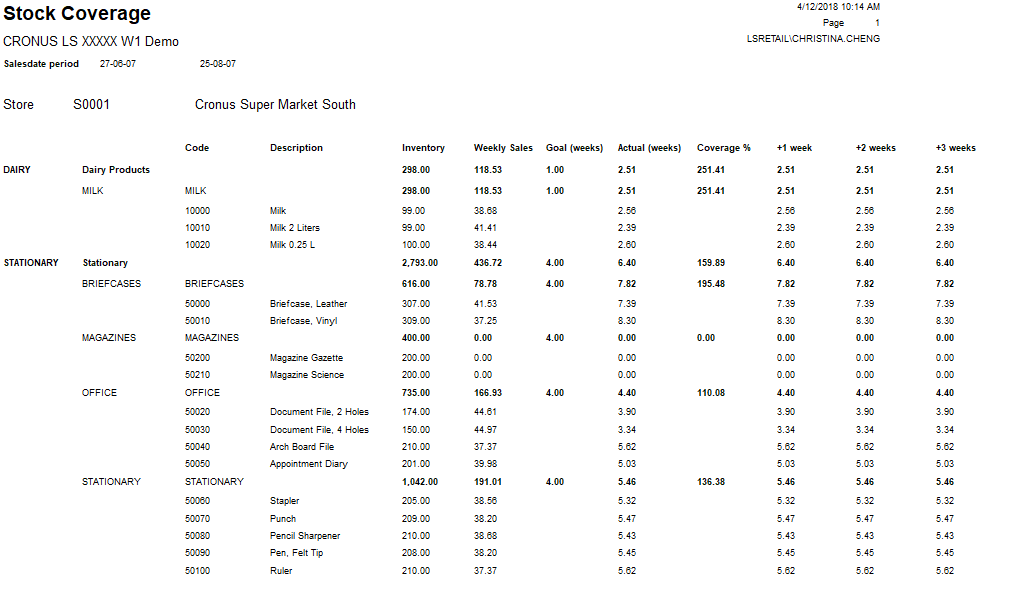 Stock Coverage 4/12/2018 10:14 AM
Page 1
CRONUS LS XXXXX W1 Demo LSRETAIL\CHRISTINA.CHENG
Salesdate period 27-06-07 25-08-07
Store S0001 Cronus Super Market South
Code Description Inventory Weekly Sales Goal (weeks) Actual (weeks) Coverage % +1 week +2 weeks +3 weeks
DAIRY Dairy Products 298.00 118.53 1.00 2.51 251.41 2.51 2.51 2.51
MILK MILK 298.00 118.53 1.00 2.51 251.41 2.51 2.51 2.51
10000 Milk 99.00 38.68 2.56 2.56 2.56 2.56
10010 Milk 2 Liters 99.00 41.41 2.39 2.39 2.39 2.39
10020 Milk 0.25 L 100.00 38.44 2.60 2.60 2.60 2.60
STATIONARY Stationary 2,793.00 436.72 4.00 6.40 159.89 6.40 6.40 6.40
BRIEFCASES BRIEFCASES 616.00 78.78 4.00 7.82 195.48 7.82 7.82 7.82
50000 Briefcase, Leather 307.00 41.53 7.39 7.39 7.39 7.39
50010 Briefcase, Vinyl 309.00 37.25 8.30 8.30 8.30 8.30
MAGAZINES MAGAZINES 400.00 0.00 4.00 0.00 0.00 0.00 0.00 0.00
50200 Magazine Gazette 200.00 0.00 0.00 0.00 0.00 0.00
50210 Magazine Science 200.00 0.00 0.00 0.00 0.00 0.00
OFFICE OFFICE 735.00 166.93 4.00 4.40 110.08 4.40 4.40 4.40
50020 Document File, 2 Holes 174.00 44.61 3.90 3.90 3.90 3.90
50030 Document File, 4 Holes 150.00 44.97 3.34 3.34 3.34 3.34
50040 Arch Board File 210.00 37.37 5.62 5.62 5.62 5.62
50050 Appointment Diary 201.00 39.98 5.03 5.03 5.03 5.03
STATIONARY STATIONARY 1,042.00 191.01 4.00 5.46 136.38 5.46 5.46 5.46
50060 Stapler 205.00 38.56 5.32 5.32 5.32 5.32
50070 Punch 209.00 38.20 5.47 5.47 5.47 5.47
50080 Pencil Sharpener 210.00 38.68 5.43 5.43 5.43 5.43
50090 Pen, Felt Tip 208.00 38.20 5.45 5.45 5.45 5.45
50100 Ruler 210.00 37.37 5.62 5.62 5.62 5.62